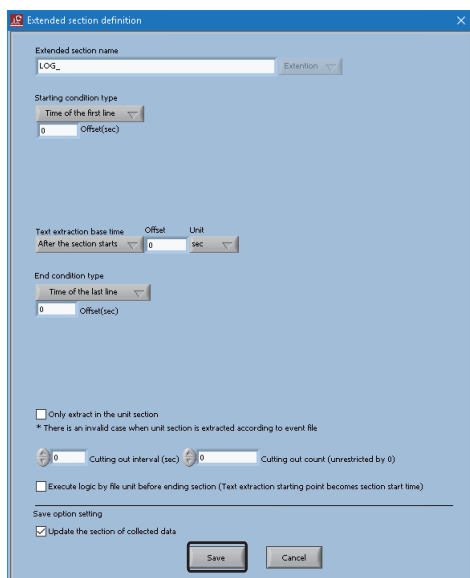 Extended section definition
Extended section name
LOG_ Extention
Starting condition type
Time of the first line
0 Offset(sec)
Text extraction base time Offset Unit
After the section starts 0 sec
End condition type
Time of the last line
0 Offset(sec)
Only extract in the unit section
* There is an invalid case when unit section is extracted according to event file
0 Cutting out interval (sec) 0 Cutting out count (unrestricted by 0)
Execute logic by file unit before ending section (Text extraction starting point becomes section start time)
Save option setting
Update the section of collected data
Save Cancel